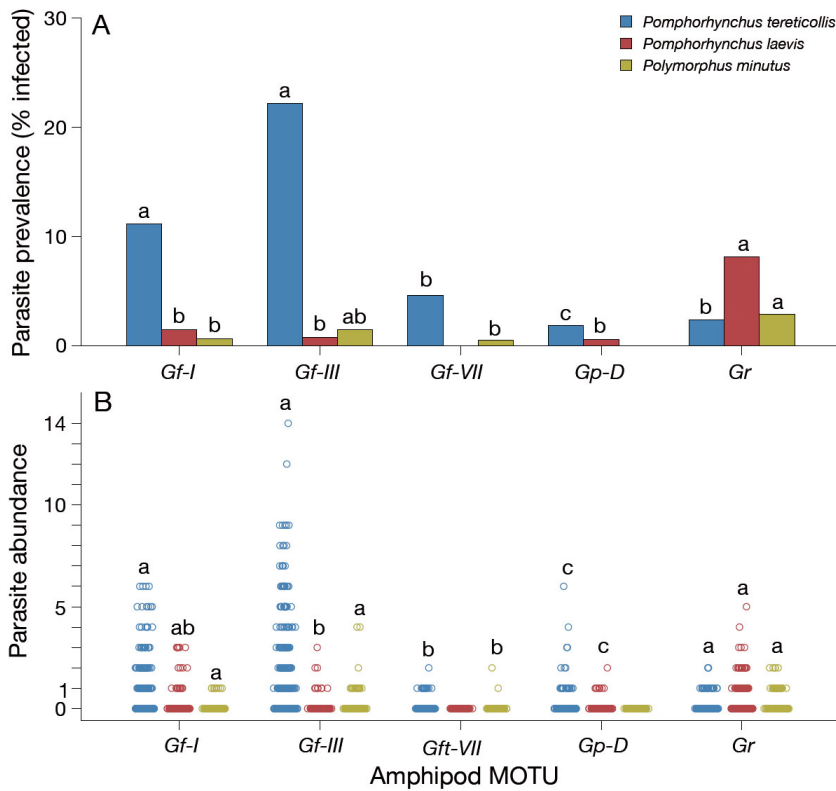 A
Pomphorhynchus tereticollis
Pomphorhynchus laevis
Polymorphus minutus
Parasite prevalence (% infected)
30
20
10
0
a
b
b
a
b
ab
b
b
c
b
b
a
a
Gf-I
Gf-III
Gf-VII
Gp-D
Gr
B
Parasite abundance
14
10
5
1
0
a
ab
a
a
b
a
b
b
c
c
a
a
a
Gf-I
Gf-III
Gft-VII
Gp-D
Gr
Amphipod MOTU